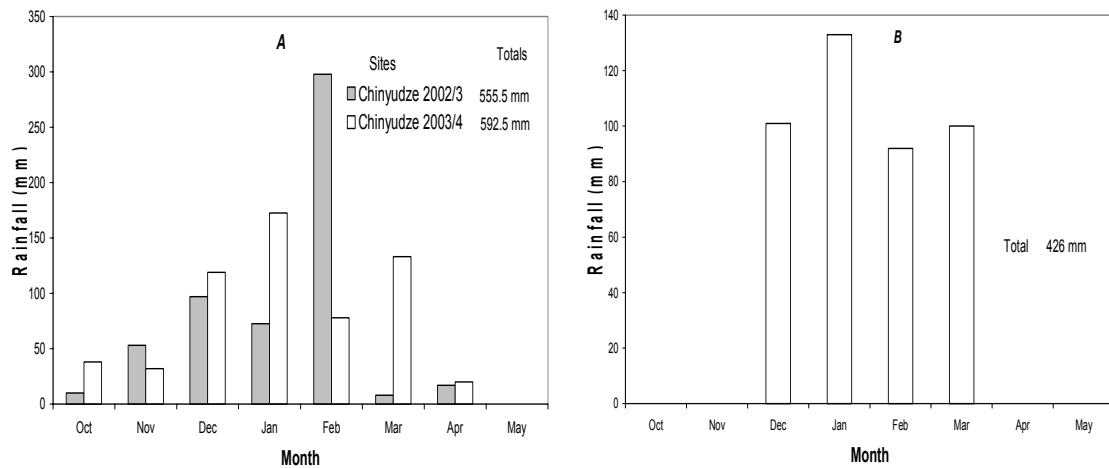 A
Totals
Sites
Chinyudze 2002/3 555.5 mm
Chinyudze 2003/4 592.5 mm
350
300
250
200
150
100
50
0
Rainfall (mm)
Oct Nov Dec Jan Feb Mar Apr May
Month
B
140
120
100
80
60
40
20
0
Rainfall (mm)
Total 426 mm
Oct Nov Dec Jan Feb Mar Apr May
Month